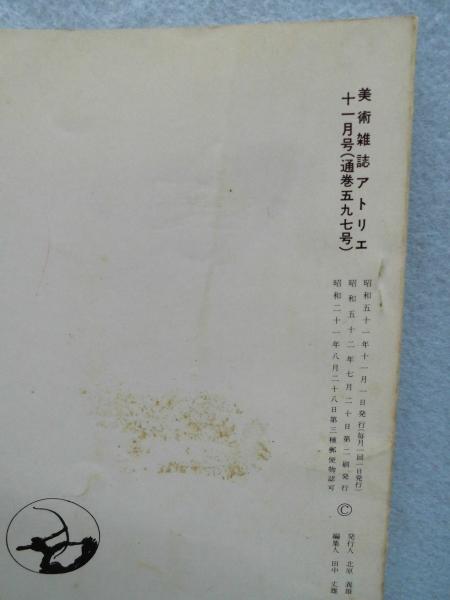 美術雑誌アトリエ
十一月号(通巻五九七号)
昭和五十一年十一月一日発行(毎月一回一日発行)
昭和五十二年七月二十日第二刷発行
昭和二十一年八月二十八日第三種郵便物認可
©
発行人 北原義雄
編集人 田中丈雄